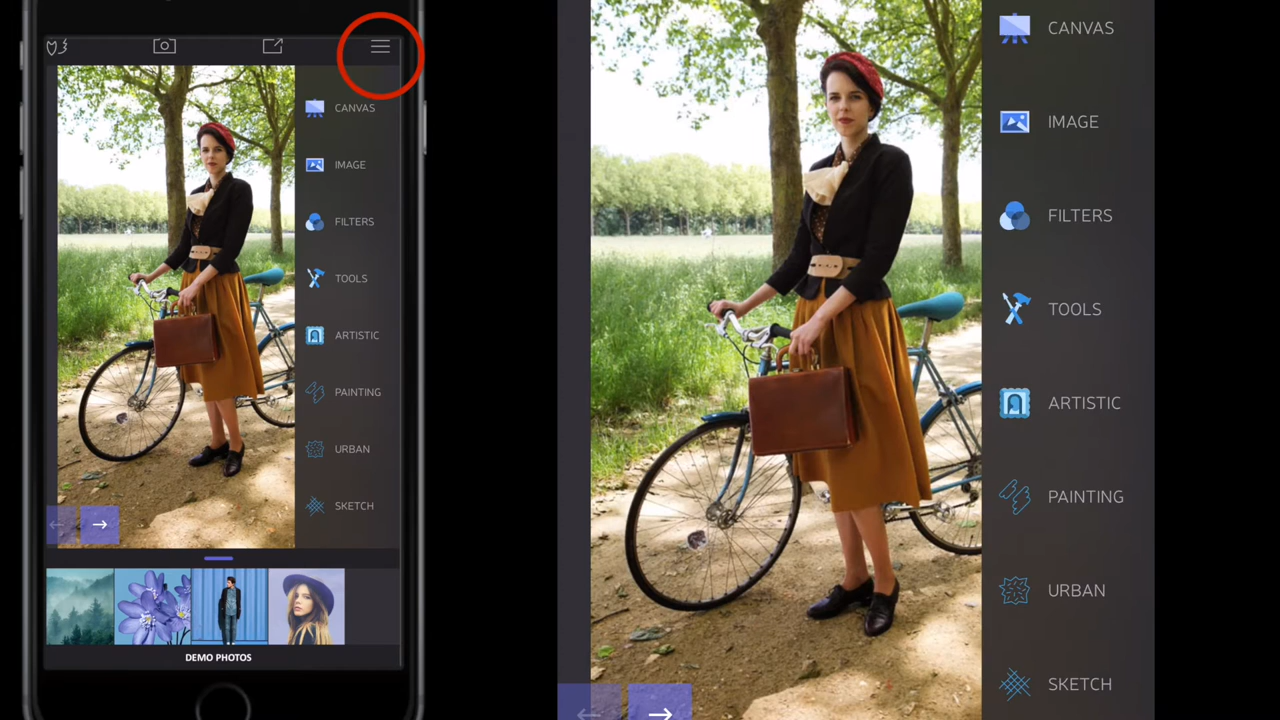 CANVAS
IMAGE
FILTERS
TOOLS
ARTISTIC
PAINTING
URBAN
SKETCH
DEMO PHOTOS
CANVAS
IMAGE
FILTERS
TOOLS
ARTISTIC
PAINTING
URBAN
SKETCH